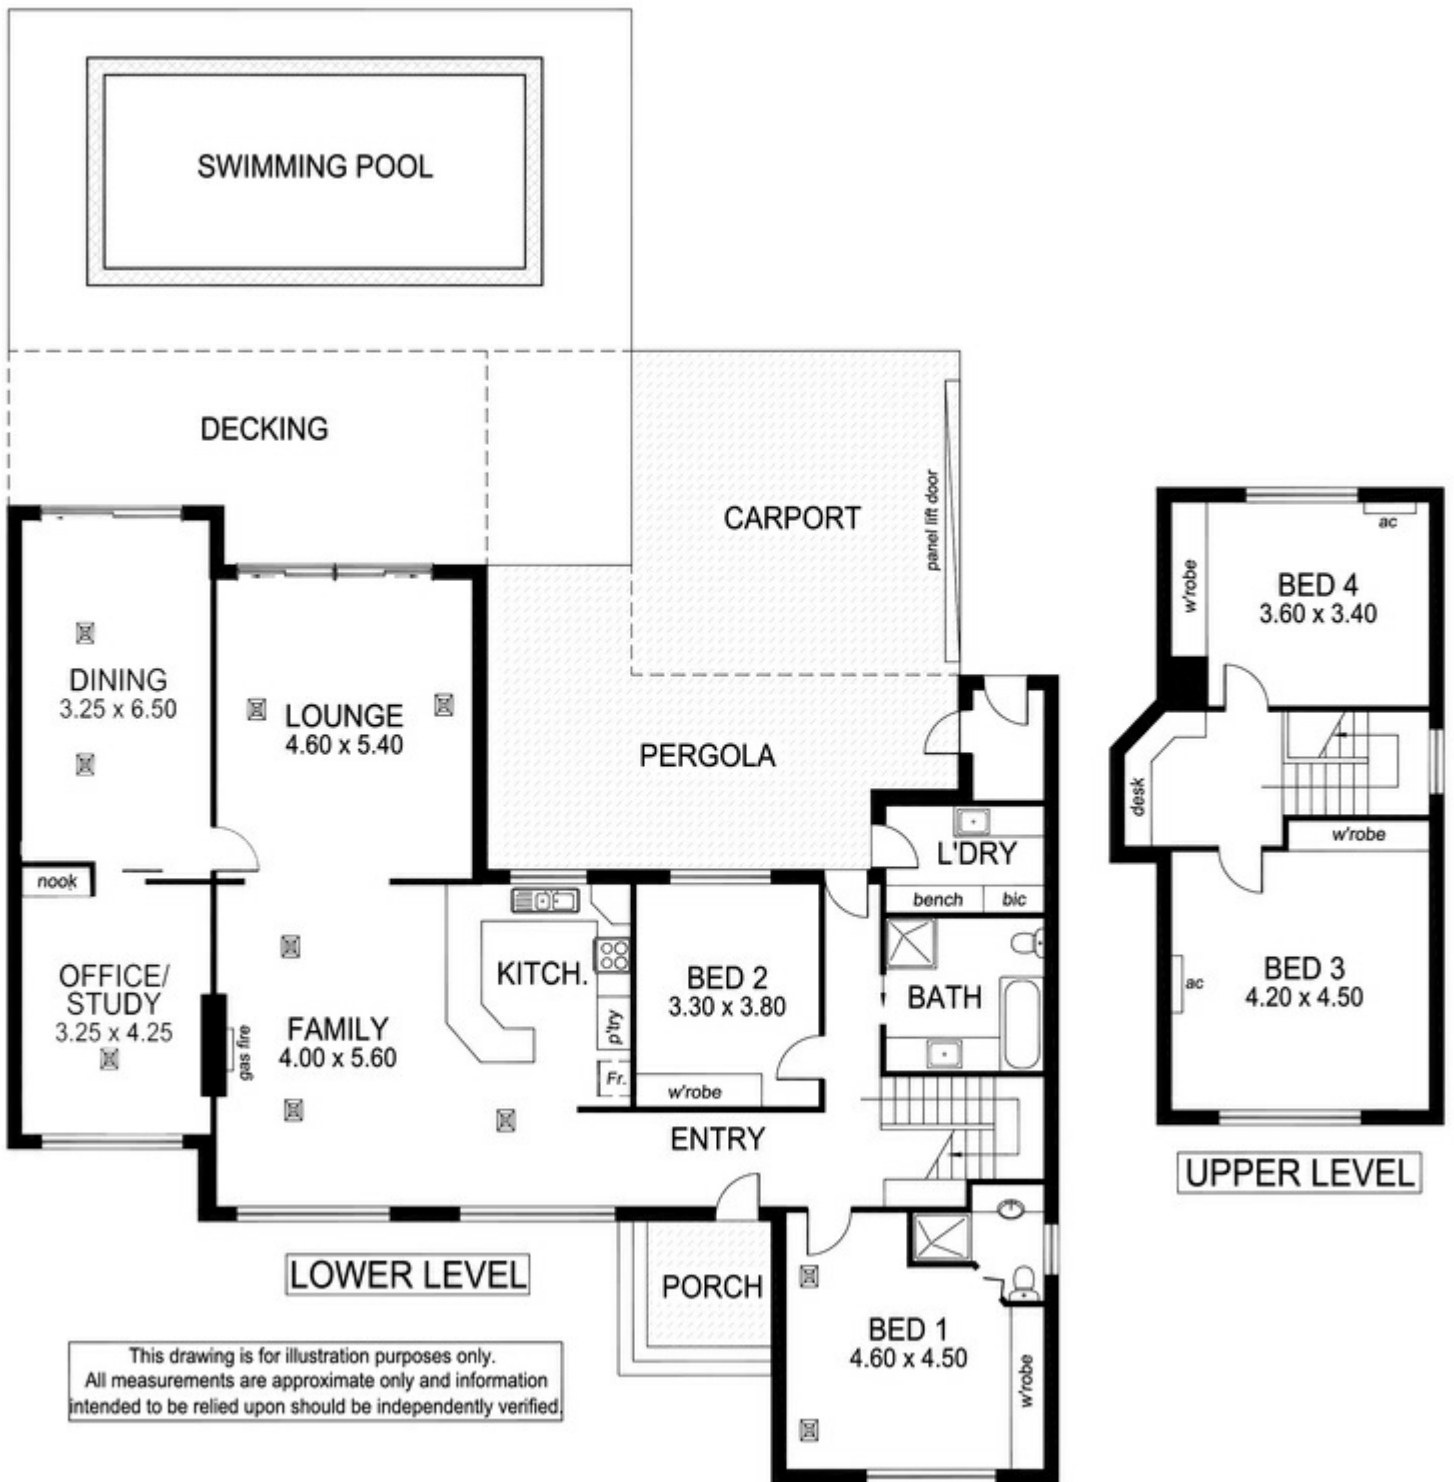 SWIMMING POOL
DECKING
CARPORT
panel lift door
DINING
3.25 x 6.50
LOUNGE
4.60 x 5.40
PERGOLA
nook
L'DRY
bench
bic
OFFICE/
STUDY
3.25 x 4.25
gas fire
FAMILY
4.00 x 5.60
KITCH.
p'try
Fr.
BED 2
3.30 x 3.80
w'robe
BATH
ENTRY
PORCH
BED 1
4.60 x 4.50
w'robe
LOWER LEVEL
This drawing is for illustration purposes only.
All measurements are approximate only and information
intended to be relied upon should be independently verified.
ac
w'robe
BED 4
3.60 x 3.40
desk
w'robe
BED 3
4.20 x 4.50
ac
UPPER LEVEL